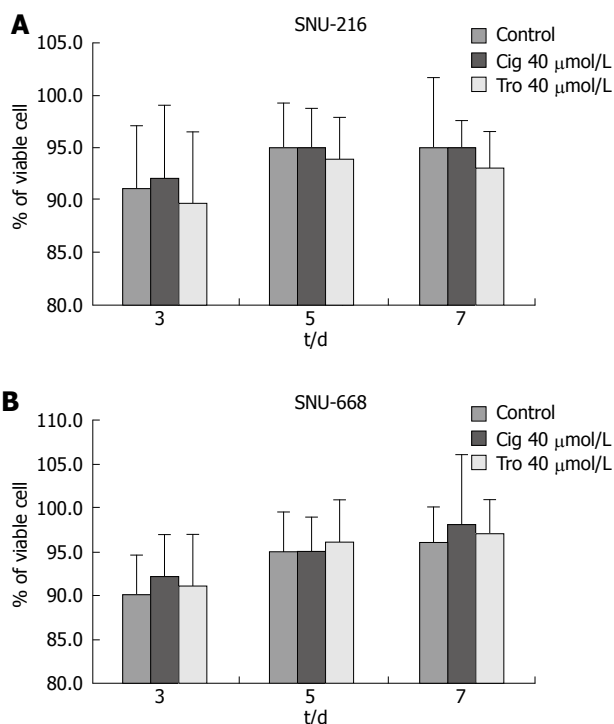 A
SNU-216
Control
Cig 40 μmol/L
Tro 40 μmol/L
% of viable cell
105.0
100.0
95.0
90.0
85.0
80.0
3 5 7
t/d
B
SNU-668
Control
Cig 40 μmol/L
Tro 40 μmol/L
% of viable cell
110.0
105.0
100.0
95.0
90.0
85.0
80.0
3 5 7
t/d